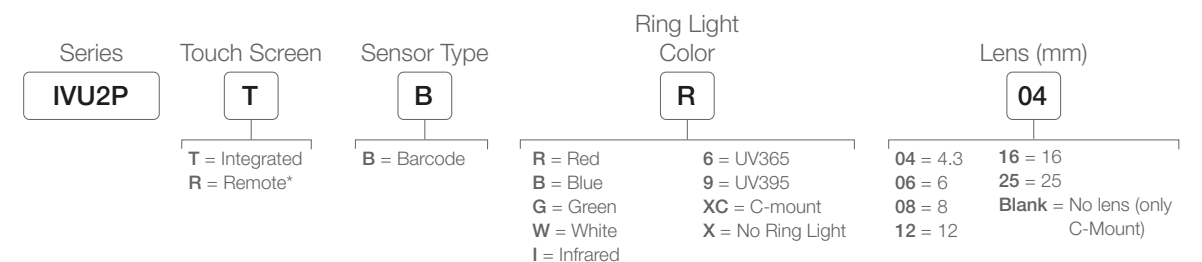 Series
IVU2P
Touch Screen
T
T = Integrated
R = Remote*
Sensor Type
B
B = Barcode
Ring Light
Color
R
R = Red
B = Blue
G = Green
W = White
I = Infrared
6 = UV365
9 = UV395
XC = C-mount
X = No Ring Light
Lens (mm)
04
04 = 4.3
06 = 6
08 = 8
12 = 12
16 = 16
25 = 25
Blank = No lens (only
C-Mount)